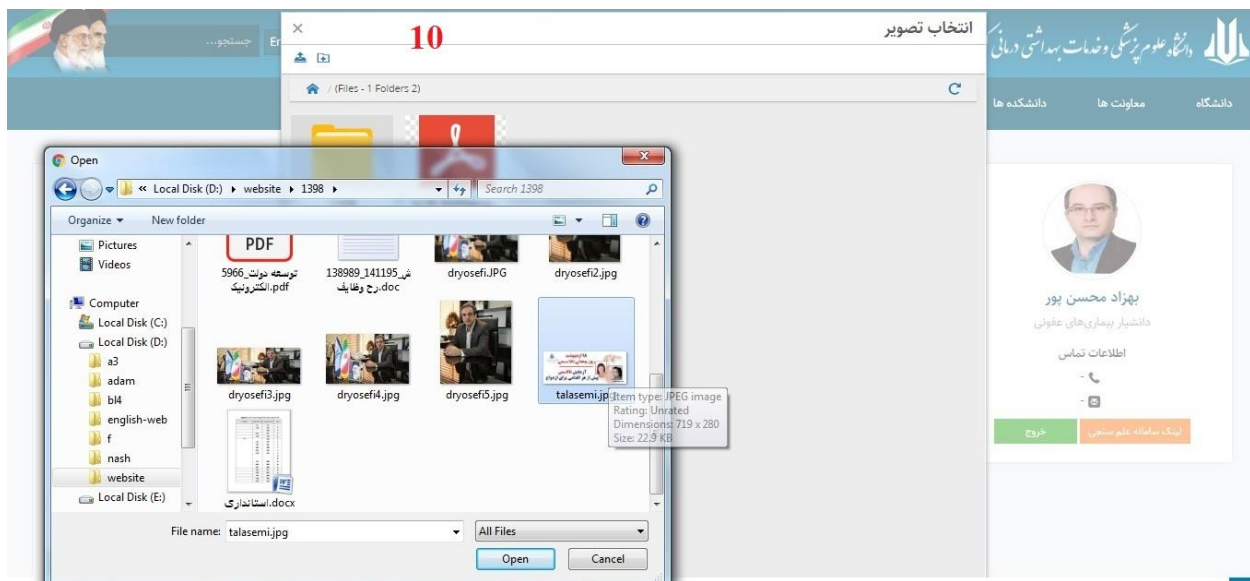 دانشگاه علوم پزشکی و خدمات بهداشتی درمانی
انتخاب تصویر
10
جستجو...
En
(Files - 1 Folders 2)
دانشگاه
معاونت ها
دانشکده ها
Open
« Local Disk (D:) ▸ website ▸ 1398 ▸
Search 1398
Organize
New folder
Pictures
Videos
Computer
Local Disk (C:)
Local Disk (D:)
a3
adam
bl4
english-web
f
nash
website
Local Disk (E:)
PDF
توسعه دولت_5966
الکترونیک.pdf
138989_141195_ش
رح وظایف.doc
dryosefi.JPG
dryosefi2.jpg
dryosefi3.jpg
dryosefi4.jpg
dryosefi5.jpg
talasemi.jpg
استانداری.docx
Item type: JPEG image
Rating: Unrated
Dimensions: 719 x 280
Size: 22.9 KB
File name: talasemi.jpg
All Files
Open
Cancel
بهزاد محسن پور
دانشیار بیماری‌های عفونی
اطلاعات تماس
-
-
لینک سامانه علم سنجی
خروج